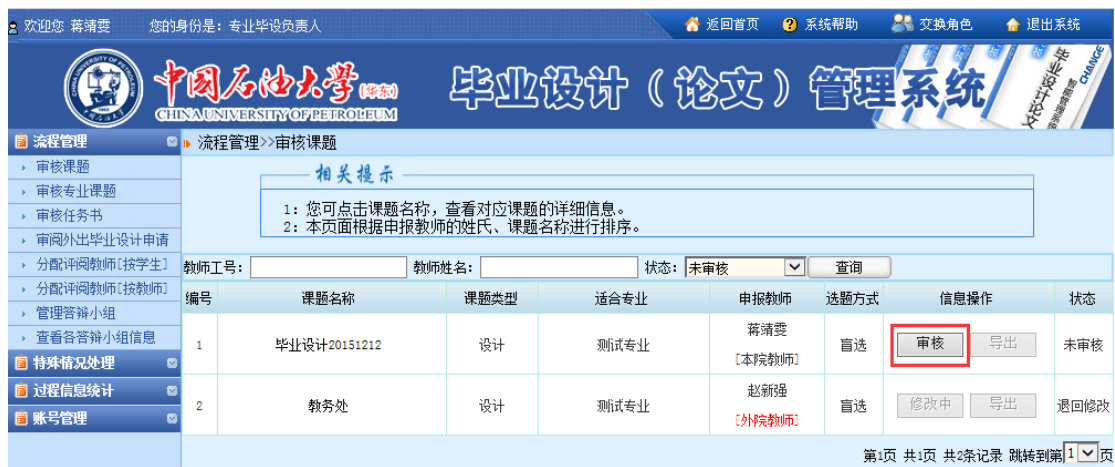 欢迎您 蒋靖雯 您的身份是：专业毕设负责人 返回首页 系统帮助 交换角色 退出系统
中国石油大学(华东)
CHINA UNIVERSITY OF PETROLEUM
毕业设计（论文）管理系统
毕业设计论文
智能管理系统
CHANGE
流程管理
审核课题
审核专业课题
审核任务书
审阅外出毕业设计申请
分配评阅教师[按学生]
分配评阅教师[按教师]
管理答辩小组
查看各答辩小组信息
特殊情况处理
过程信息统计
账号管理
流程管理>>审核课题
相关提示
1：您可点击课题名称，查看对应课题的详细信息。
2：本页面根据申报教师的姓氏、课题名称进行排序。
教师工号： 教师姓名： 状态：未审核 查询
编号 课题名称 课题类型 适合专业 申报教师 选题方式 信息操作 状态
1 毕业设计20151212 设计 测试专业 蒋靖雯 [本院教师] 盲选 审核 导出 未审核
2 教务处 设计 测试专业 赵新强 [外院教师] 盲选 修改中 导出 退回修改
第1页 共1页 共2条记录 跳转到第1页